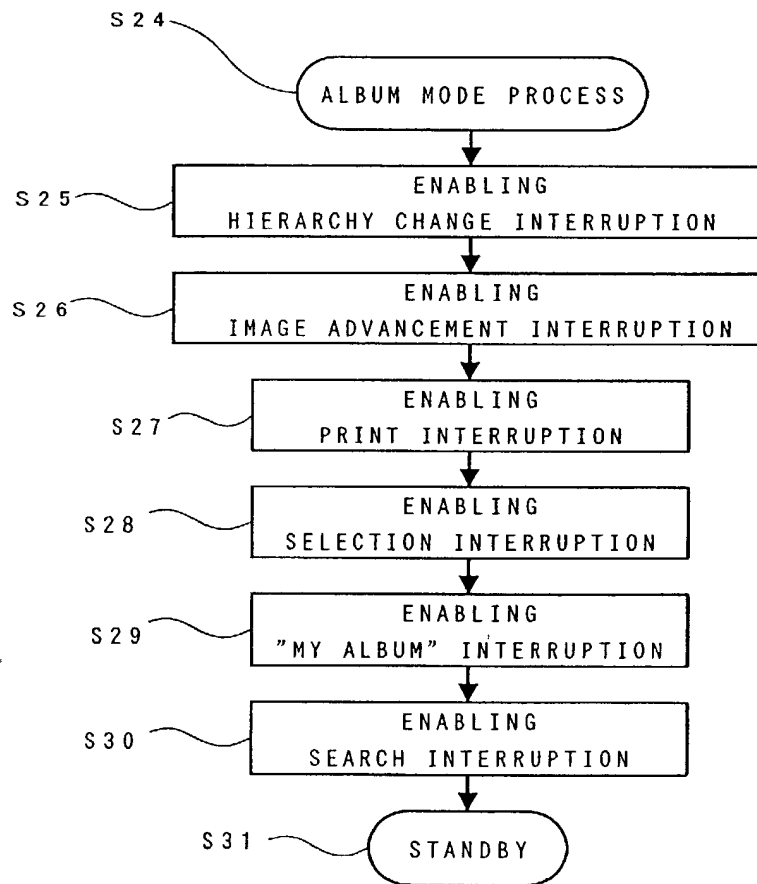 S24
ALBUM MODE PROCESS
S25
ENABLING
HIERARCHY CHANGE INTERRUPTION
S26
ENABLING
IMAGE ADVANCEMENT INTERRUPTION
S27
ENABLING
PRINT INTERRUPTION
S28
ENABLING
SELECTION INTERRUPTION
S29
ENABLING
"MY ALBUM" INTERRUPTION
S30
ENABLING
SEARCH INTERRUPTION
S31
STANDBY